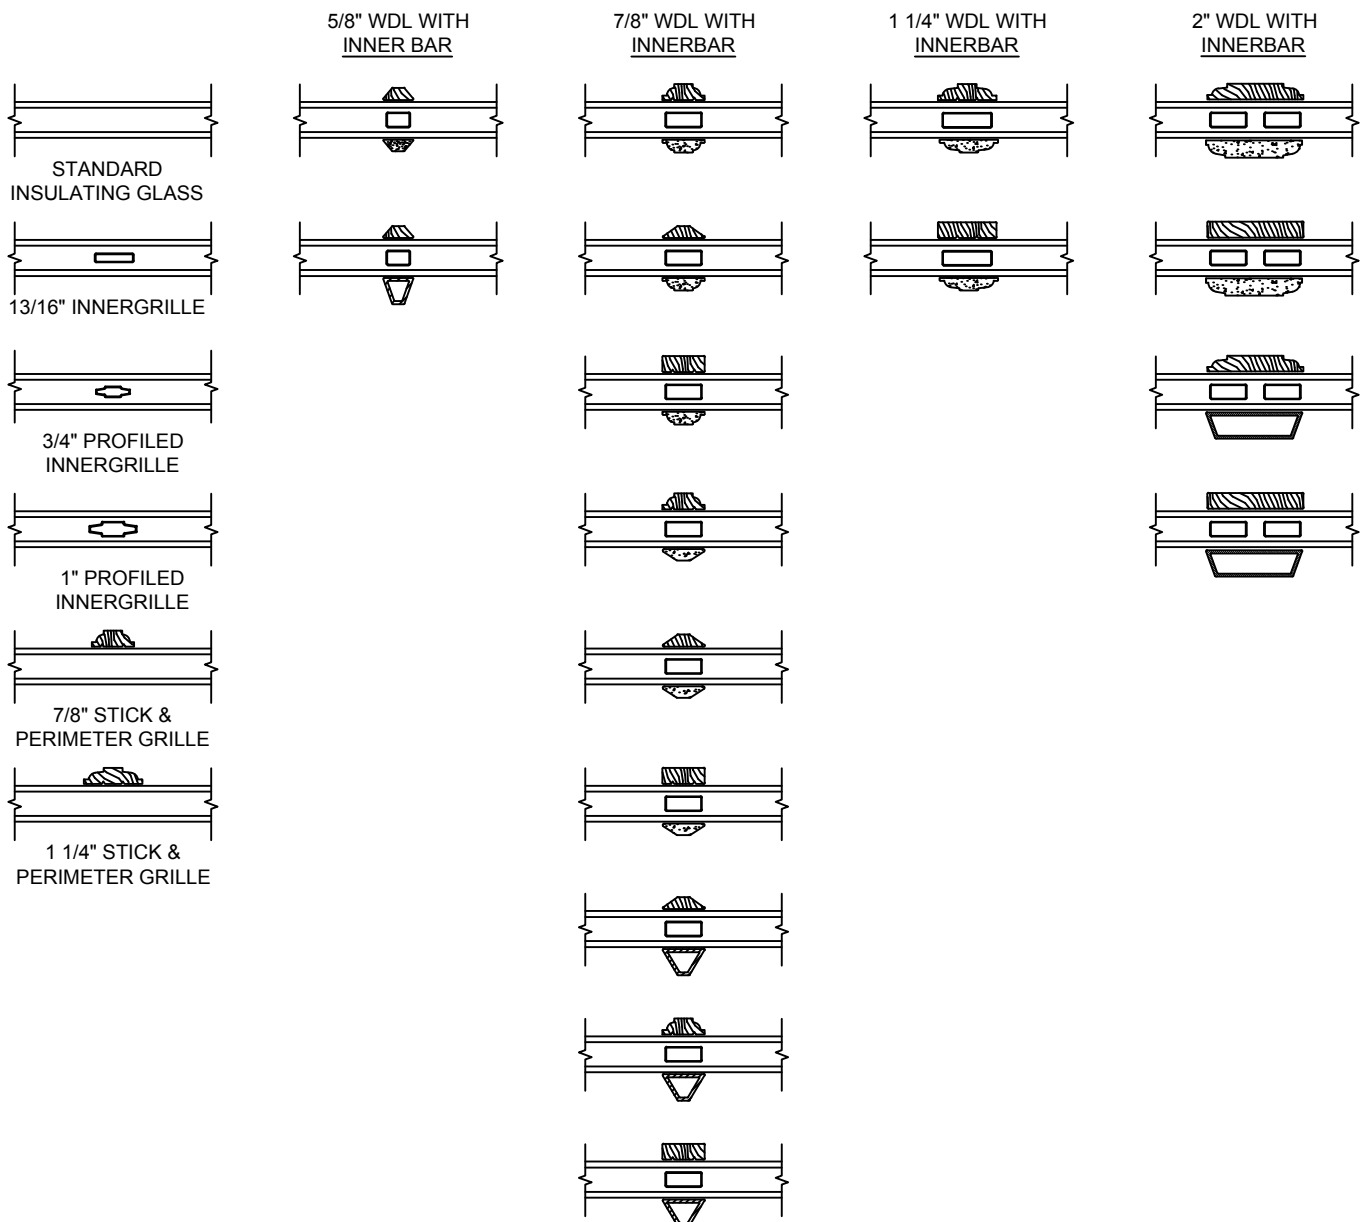 5/8" WDL WITH
INNER BAR
7/8" WDL WITH
INNERBAR
1 1/4" WDL WITH
INNERBAR
2" WDL WITH
INNERBAR
STANDARD
INSULATING GLASS
13/16" INNERGRILLE
3/4" PROFILED
INNERGRILLE
1" PROFILED
INNERGRILLE
7/8" STICK &
PERIMETER GRILLE
1 1/4" STICK &
PERIMETER GRILLE